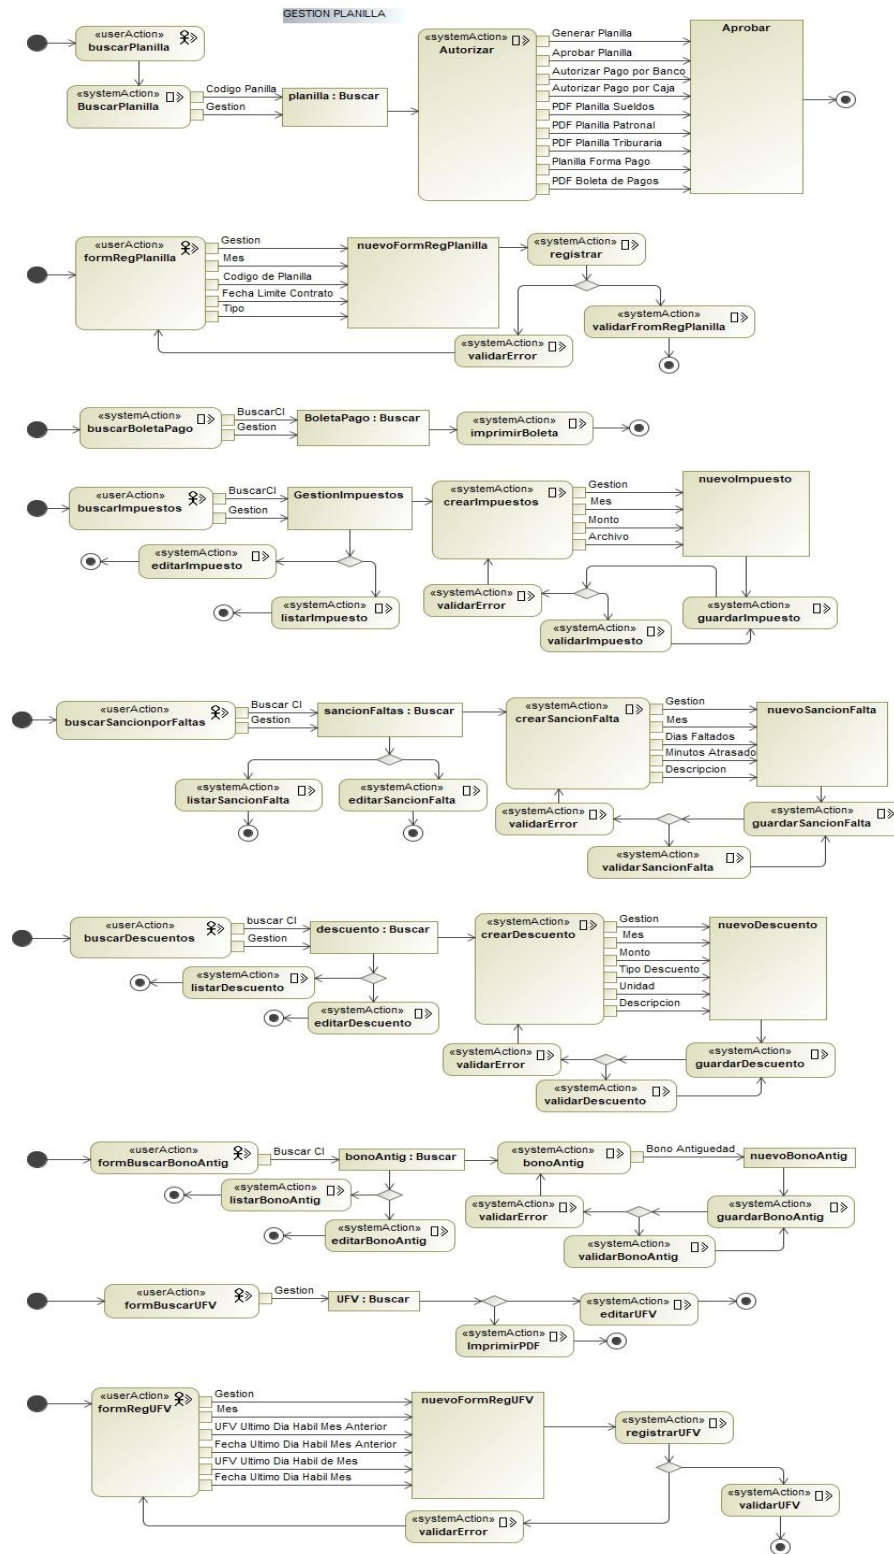 GESTION PLANILLA
«userAction»
buscarPlanilla
«systemAction»
BuscarPlanilla
Codigo Panilla
Gestion
planilla : Buscar
«systemAction»
Autorizar
Generar Planilla
Aprobar Planilla
Autorizar Pago por Banco
Autorizar Pago por Caja
PDF Planilla Sueldos
PDF Planilla Patronal
PDF Planilla Triburaria
Planilla Forma Pago
PDF Boleta de Pagos
Aprobar
«userAction»
formRegPlanilla
Gestion
Mes
Codigo de Planilla
Fecha Limite Contrato
Tipo
nuevoFormRegPlanilla
«systemAction»
registrar
«systemAction»
validarError
«systemAction»
validarFromRegPlanilla
«systemAction»
buscarBoletaPago
BuscarCI
Gestion
BoletaPago : Buscar
«systemAction»
imprimirBoleta
«userAction»
buscarImpuestos
BuscarCI
Gestion
GestionImpuestos
«systemAction»
editarImpuesto
«systemAction»
listarImpuesto
«systemAction»
crearImpuestos
Gestion
Mes
Monto
Archivo
nuevoImpuesto
«systemAction»
validarError
«systemAction»
validarImpuesto
«systemAction»
guardarImpuesto
«userAction»
buscarSancionporFaltas
Buscar CI
Gestion
sancionFaltas : Buscar
«systemAction»
listarSancionFalta
«systemAction»
editarSancionFalta
«systemAction»
crearSancionFalta
Gestion
Mes
Dias Faltados
Minutos Atrasado
Descripcion
nuevoSancionFalta
«systemAction»
validarError
«systemAction»
validarSancionFalta
«systemAction»
guardarSancionFalta
«userAction»
buscarDescuentos
buscar CI
Gestion
descuento : Buscar
«systemAction»
listarDescuento
«systemAction»
editarDescuento
«systemAction»
crearDescuento
Gestion
Mes
Monto
Tipo Descuento
Unidad
Descripcion
nuevoDescuento
«systemAction»
validarError
«systemAction»
validarDescuento
«systemAction»
guardarDescuento
«userAction»
formBuscarBonoAntig
Buscar CI
bonoAntig : Buscar
«systemAction»
listarBonoAntig
«systemAction»
editarBonoAntig
«systemAction»
bonoAntig
Bono Antiguedad
nuevoBonoAntig
«systemAction»
validarError
«systemAction»
validarBonoAntig
«systemAction»
guardarBonoAntig
«userAction»
formBuscarUFV
Gestion
UFV : Buscar
«systemAction»
editarUFV
«systemAction»
ImprimirPDF
«userAction»
formRegUFV
Gestion
Mes
UFV Ultimo Dia Habil Mes Anterior
Fecha Ultimo Dia Habil Mes Anterior
UFV Ultimo Dia Habil de Mes
Fecha Ultimo Dia Habil Mes
nuevoFormRegUFV
«systemAction»
registrarUFV
«systemAction»
validarError
«systemAction»
validarUFV